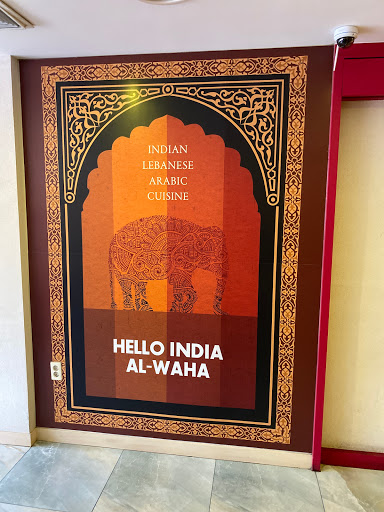 INDIAN
LEBANESE
ARABIC
CUISINE
HELLO INDIA
AL-WAHA